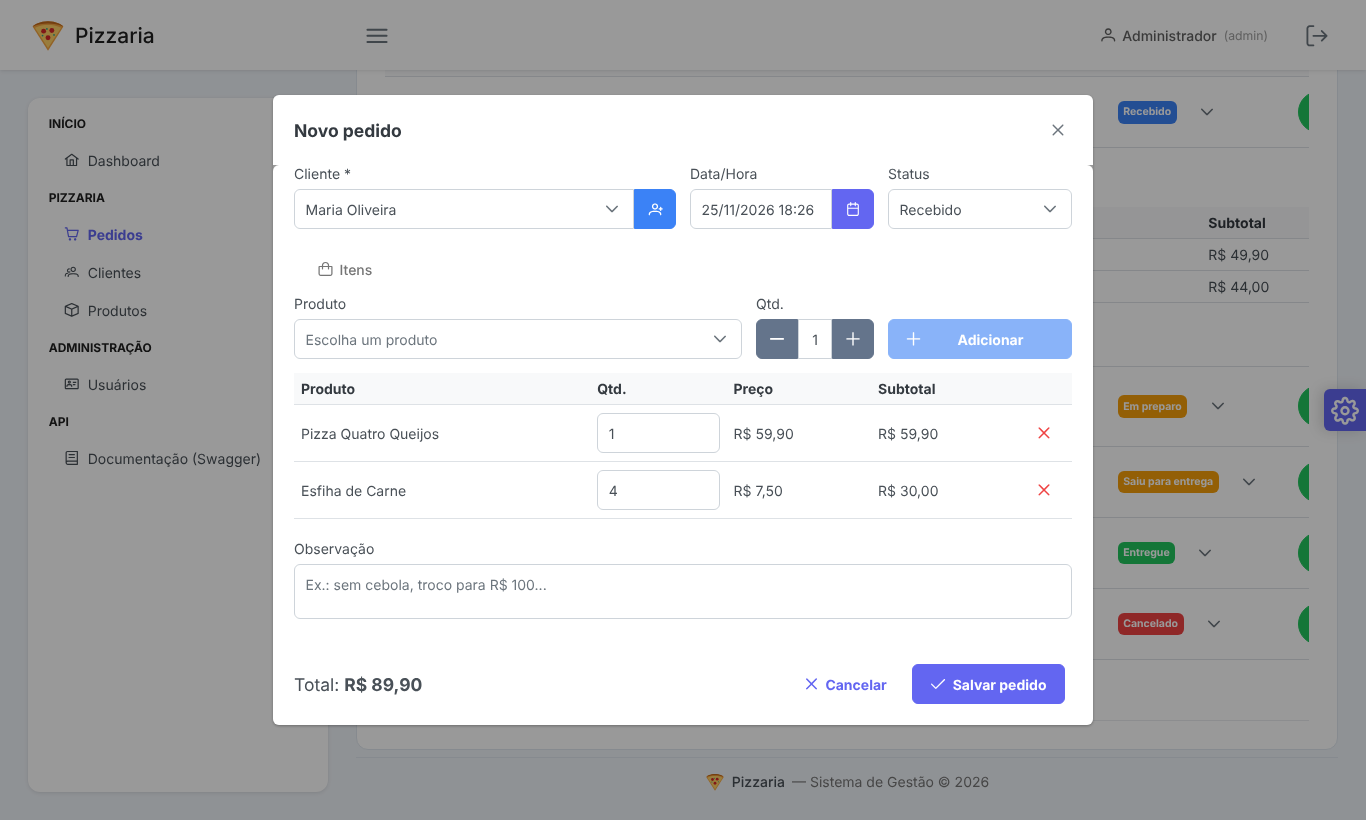 Pizzaria
Administrador (admin)
INÍCIO
Dashboard
PIZZARIA
Pedidos
Clientes
Produtos
ADMINISTRAÇÃO
Usuários
API
Documentação (Swagger)
Novo pedido
Cliente *
Data/Hora
Status
Maria Oliveira
25/11/2026 18:26
Recebido
Itens
Produto
Qtd.
Escolha um produto
1
Adicionar
Produto Qtd. Preço Subtotal
Pizza Quatro Queijos 1 R$ 59,90 R$ 59,90
Esfiha de Carne 4 R$ 7,50 R$ 30,00
Observação
Ex.: sem cebola, troco para R$ 100...
Total: R$ 89,90
Cancelar
Salvar pedido
Recebido
Subtotal
R$ 49,90
R$ 44,00
Em preparo
Saiu para entrega
Entregue
Cancelado
Pizzaria — Sistema de Gestão © 2026